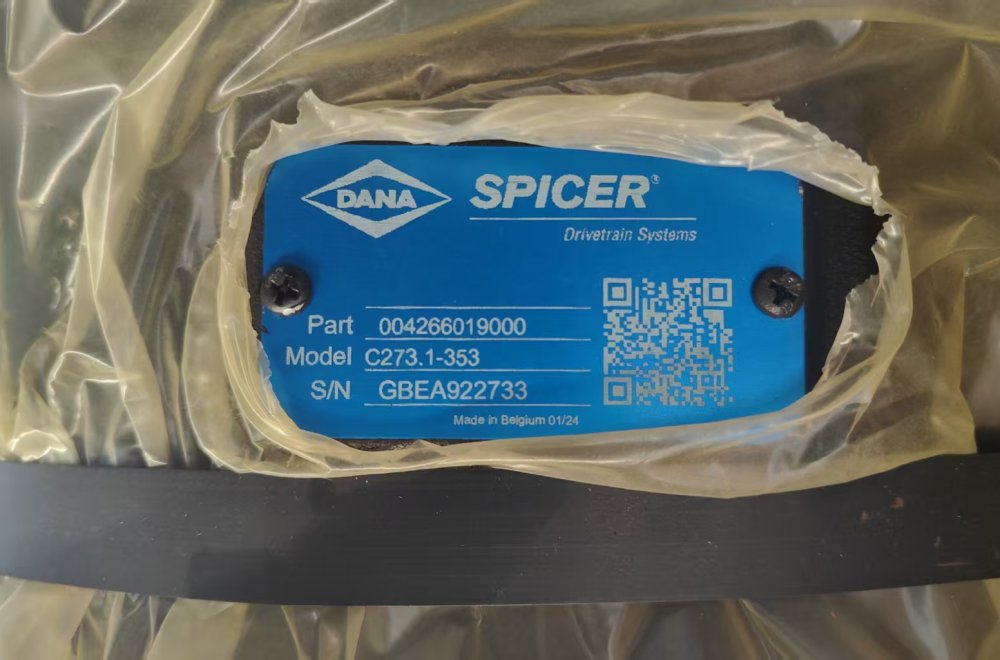 DANA SPICER®
Drivetrain Systems
Part 004266019000
Model C273.1-353
S/N GBEA922733
Made in Belgium 01/24